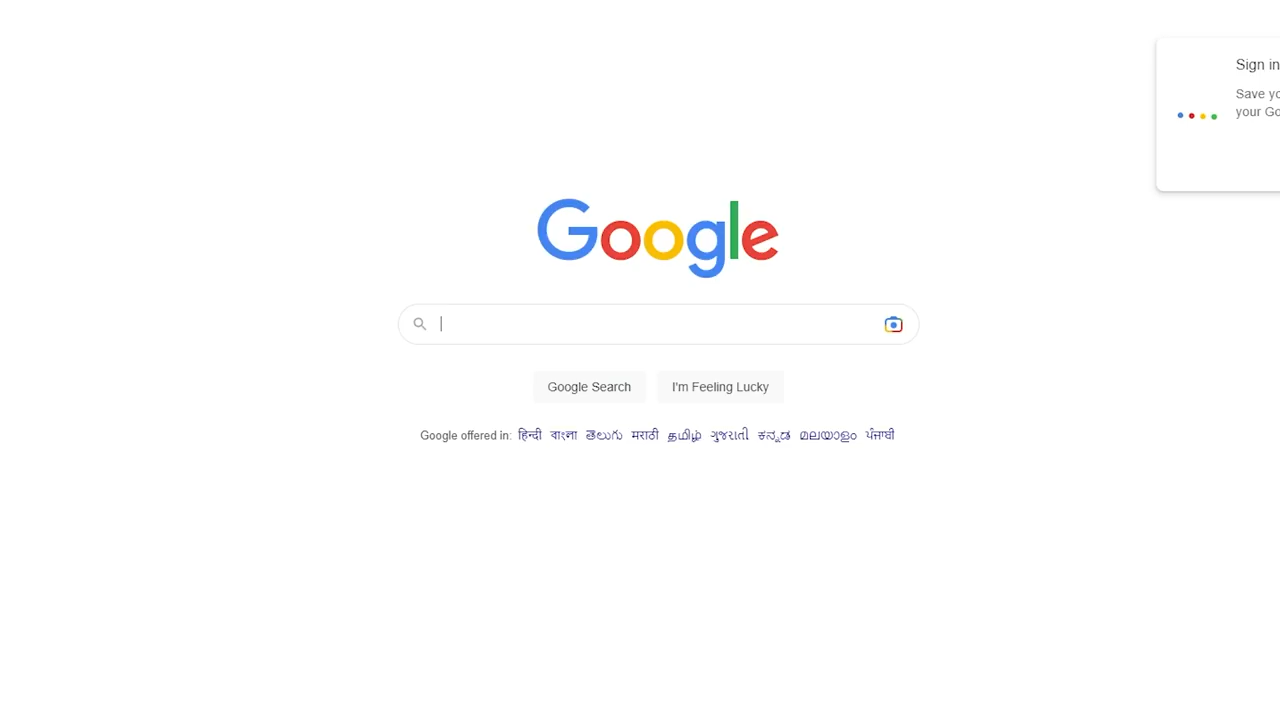 Sign in
Save yo
your Go
Google
Google Search
I'm Feeling Lucky
Google offered in: हिन्दी বাংলা తెలుగు मराठी தமிழ் ગુજરાતી ಕನ್ನಡ മലയാളം ਪੰਜਾਬੀ